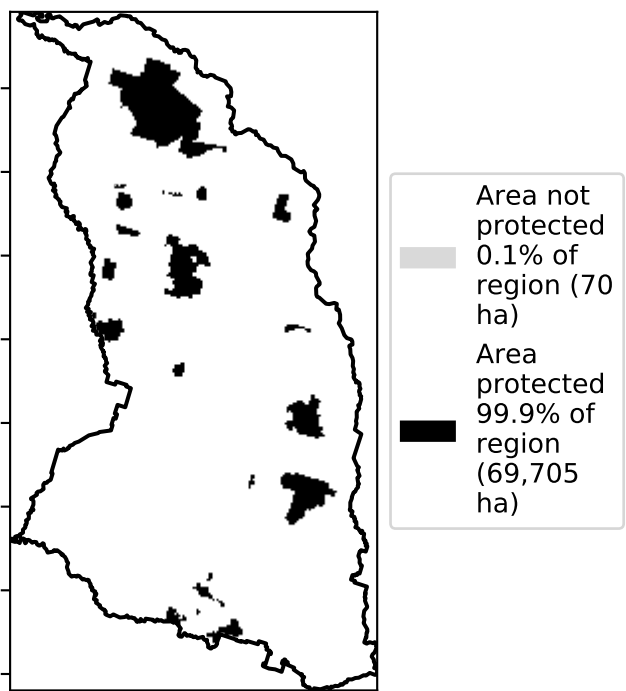 Area not
protected
0.1% of
region (70
ha)
Area
protected
99.9% of
region
(69,705
ha)